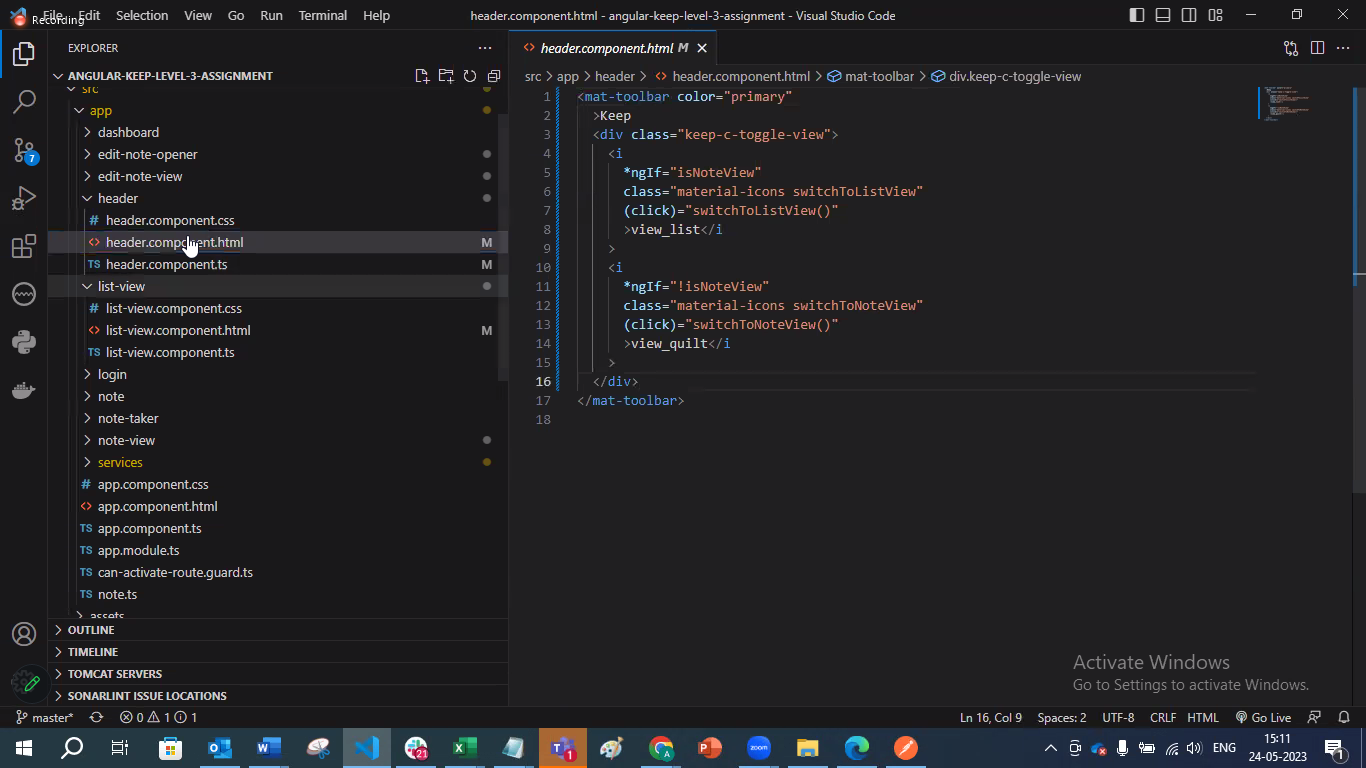 File Edit Selection View Go Run Terminal Help
Recording
header.component.html - angular-keep-level-3-assignment - Visual Studio Code
EXPLORER
ANGULAR-KEEP-LEVEL-3-ASSIGNMENT
src
app
dashboard
edit-note-opener
edit-note-view
header
# header.component.css
<> header.component.html M
TS header.component.ts M
list-view
# list-view.component.css
<> list-view.component.html M
TS list-view.component.ts
login
note
note-taker
note-view
services
# app.component.css
<> app.component.html
TS app.component.ts
TS app.module.ts
TS can-activate-route.guard.ts
TS note.ts
assets
OUTLINE
TIMELINE
TOMCAT SERVERS
SONARLINT ISSUE LOCATIONS
7
<> header.component.html M
src > app > header > <> header.component.html > mat-toolbar > div.keep-c-toggle-view
1 <mat-toolbar color="primary"
2 >Keep
3 <div class="keep-c-toggle-view">
4 <i
5 *ngIf="isNoteView"
6 class="material-icons switchToListView"
7 (click)="switchToListView()"
8 >view_list</i
9 >
10 <i
11 *ngIf="!isNoteView"
12 class="material-icons switchToNoteView"
13 (click)="switchToNoteView()"
14 >view_quilt</i
15 >
16 </div>
17 </mat-toolbar>
18
Activate Windows
Go to Settings to activate Windows.
master* 0 1 1
Ln 16, Col 9 Spaces: 2 UTF-8 CRLF HTML Go Live
21
1
zoom
ENG
15:11
24-05-2023
1